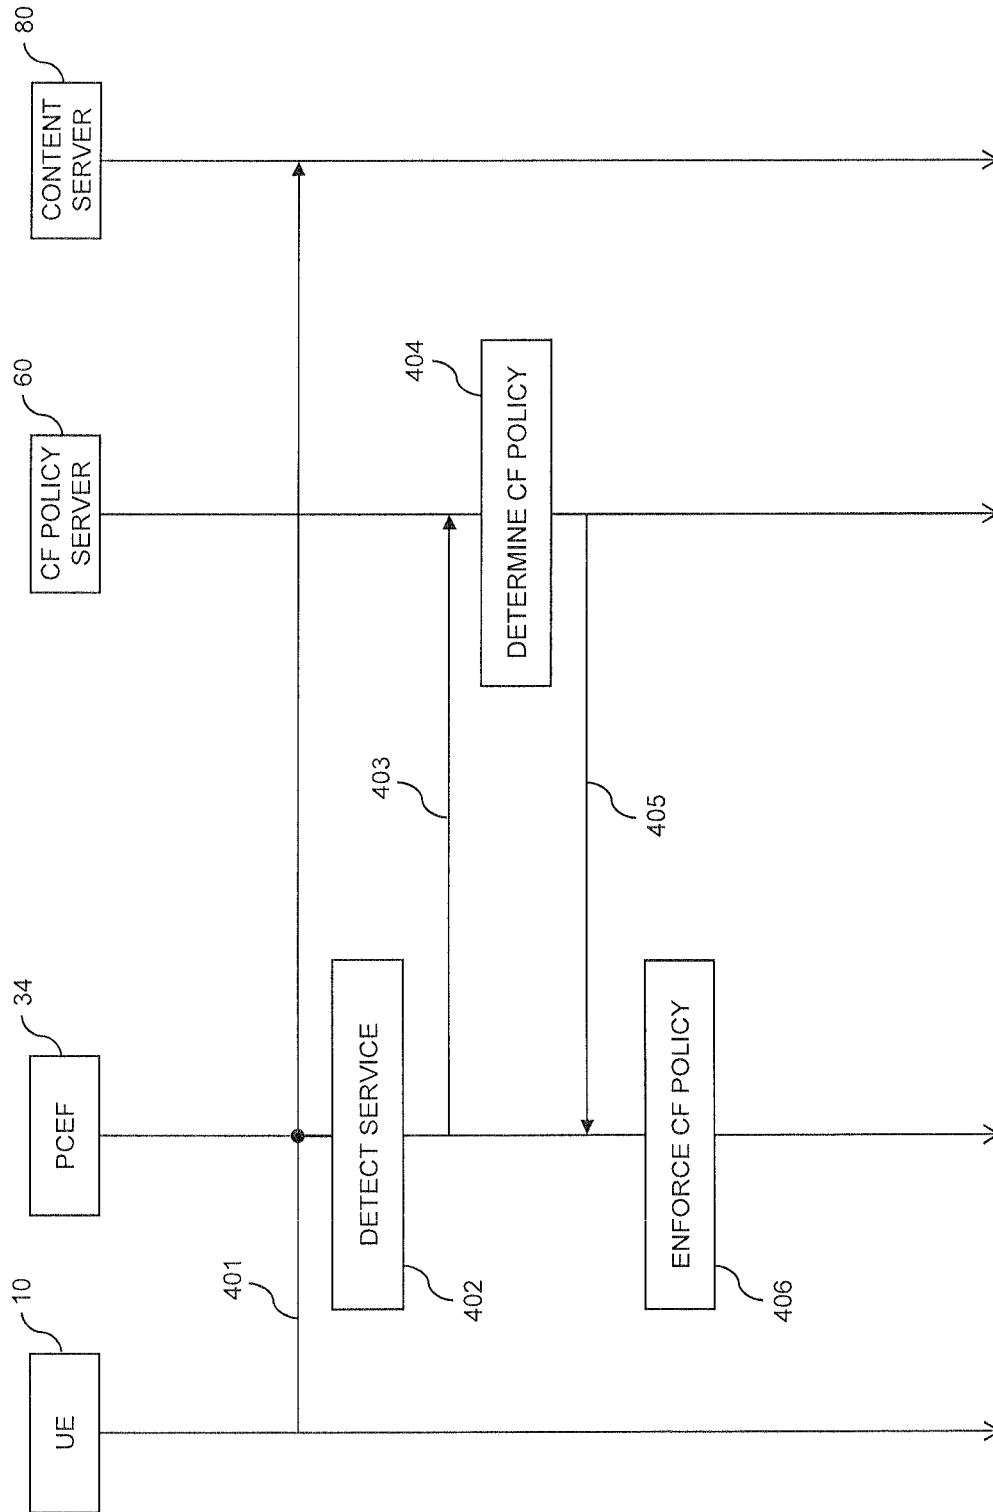 UE
10
PCEF
34
CF POLICY
SERVER
60
CONTENT
SERVER
80
401
DETECT SERVICE
402
403
DETERMINE CF POLICY
404
405
ENFORCE CF POLICY
406